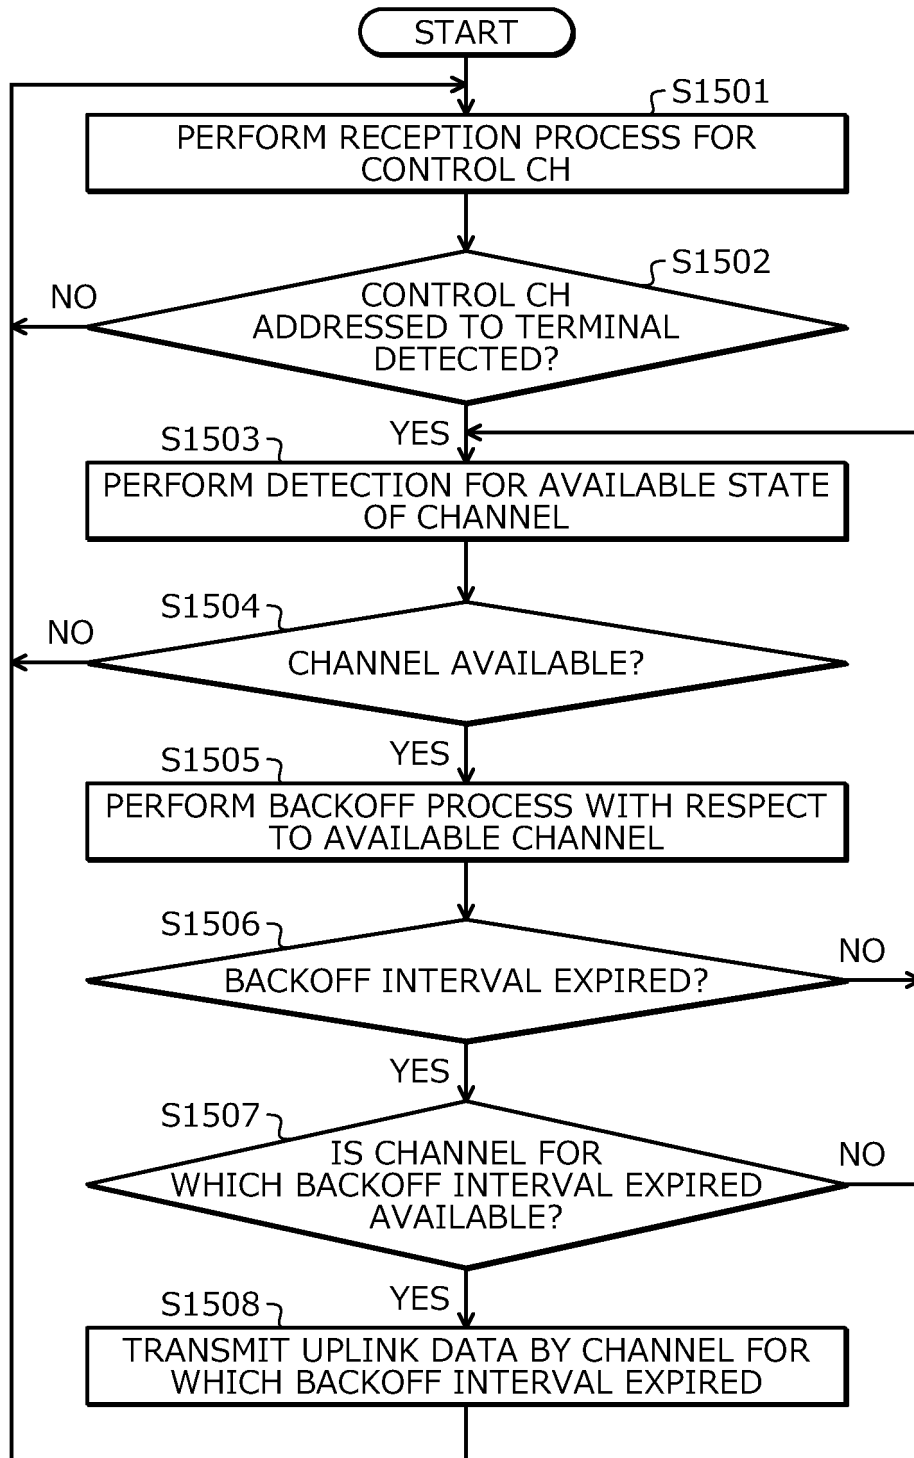 START
S1501
PERFORM RECEPTION PROCESS FOR
CONTROL CH
S1502
NO
CONTROL CH
ADDRESSED TO TERMINAL
DETECTED?
YES
S1503
PERFORM DETECTION FOR AVAILABLE STATE
OF CHANNEL
S1504
NO
CHANNEL AVAILABLE?
YES
S1505
PERFORM BACKOFF PROCESS WITH RESPECT
TO AVAILABLE CHANNEL
S1506
NO
BACKOFF INTERVAL EXPIRED?
YES
S1507
NO
IS CHANNEL FOR
WHICH BACKOFF INTERVAL EXPIRED
AVAILABLE?
YES
S1508
TRANSMIT UPLINK DATA BY CHANNEL FOR
WHICH BACKOFF INTERVAL EXPIRED